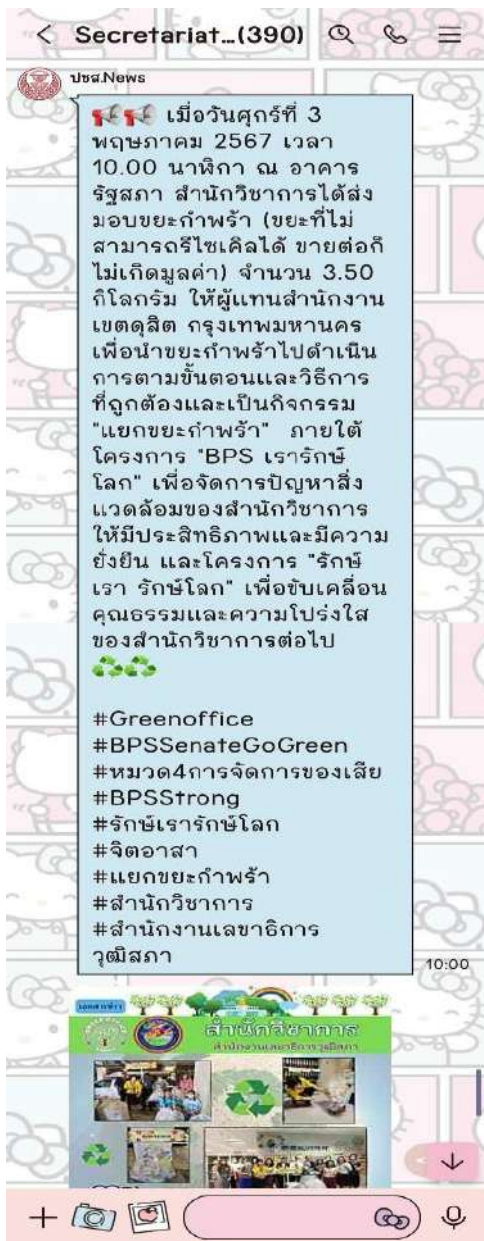 Secretariat...(390)
ปชส.News
เมื่อวันศุกร์ที่ 3
พฤษภาคม 2567 เวลา
10.00 นาฬิกา ณ อาคาร
รัฐสภา สำนักวิชาการได้ส่ง
มอบขยะกำพร้า (ขยะที่ไม่
สามารถรีไซเคิลได้ ขายต่อก็
ไม่เกิดมูลค่า) จำนวน 3.50
กิโลกรัม ให้ผู้แทนสำนักงาน
เขตดุสิต กรุงเทพมหานคร
เพื่อนำขยะกำพร้าไปดำเนิน
การตามขั้นตอนและวิธีการ
ที่ถูกต้องและเป็นกิจกรรม
"แยกขยะกำพร้า" ภายใต้
โครงการ "BPS เรารักษ์
โลก" เพื่อจัดการปัญหาสิ่ง
แวดล้อมของสำนักวิชาการ
ให้มีประสิทธิภาพและมีความ
ยั่งยืน และโครงการ "รักษ์
เรา รักษ์โลก" เพื่อขับเคลื่อน
คุณธรรมและความโปร่งใส
ของสำนักวิชาการต่อไป
#Greenoffice
#BPSSenateGoGreen
#หมวด4การจัดการของเสีย
#BPSStrong
#รักษ์เรารักษ์โลก
#จิตอาสา
#แยกขยะกำพร้า
#สำนักวิชาการ
#สำนักงานเลขาธิการ
วุฒิสภา
10:00
สำนักวิชาการ
สำนักงานเลขาธิการวุฒิสภา